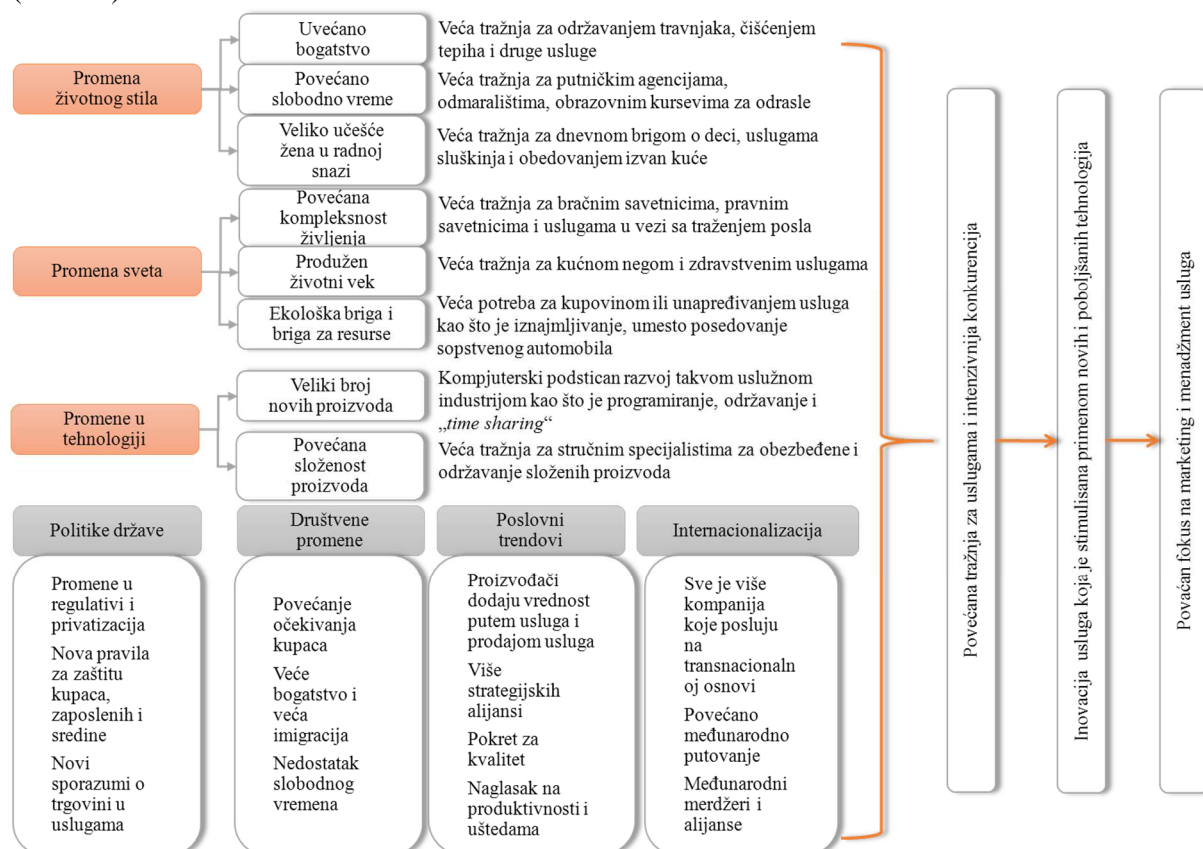 Promena
životnog stila
Uvećano
bogatstvo
Veća tražnja za održavanjem travnjaka, čišćenjem
tepiha i druge usluge
Povećano
slobodno vreme
Veća tražnja za putničkim agencijama,
odmaralištima, obrazovnim kursevima za odrasle
Veliko učešće
žena u radnoj
snazi
Veća tražnja za dnevnom brigom o deci, uslugama
sluškinja i obedovanjem izvan kuće
Promena sveta
Povećana
kompleksnost
življenja
Veća tražnja za bračnim savetnicima, pravnim
savetnicima i uslugama u vezi sa traženjem posla
Produžen
životni vek
Veća tražnja za kućnom negom i zdravstvenim uslugama
Ekološka briga i
briga za resurse
Veća potreba za kupovinom ili unapređivanjem usluga
kao što je iznajmljivanje, umesto posedovanje
sopstvenog automobila
Promene u
tehnologiji
Veliki broj
novih proizvoda
Kompjuterski podstican razvoj takvom uslužnom
industrijom kao što je programiranje, održavanje i
„time sharing“
Povećana
složenost
proizvoda
Veća tražnja za stručnim specijalistima za obezbeđene i
održavanje složenih proizvoda
Politike države
Promene u
regulativi i
privatizacija
Nova pravila
za zaštitu
kupaca,
zaposlenih i
sredine
Novi
sporazumi o
trgovini u
uslugama
Društvene
promene
Povećanje
očekivanja
kupaca
Veće
bogatstvo i
veća
imigracija
Nedostatak
slobodnog
vremena
Poslovni
trendovi
Proizvođači
dodaju vrednost
putem usluga i
prodajom usluga
Više
strategijskih
alijansi
Pokret za
kvalitet
Naglasak na
produktivnosti i
uštedama
Internacionalizacija
Sve je više
kompanija
koje posluju
na
transnacionaln
oj osnovi
Povećano
međunarodno
putovanje
Međunarodni
merdžeri i
alijanse
Povećana tražnja za uslugama i intenzivnija konkurencija
Inovacija usluga koja je stimulisana primenom novih i poboljšanih tehnologija
Povaćan fokus na marketing i menadžment usluga